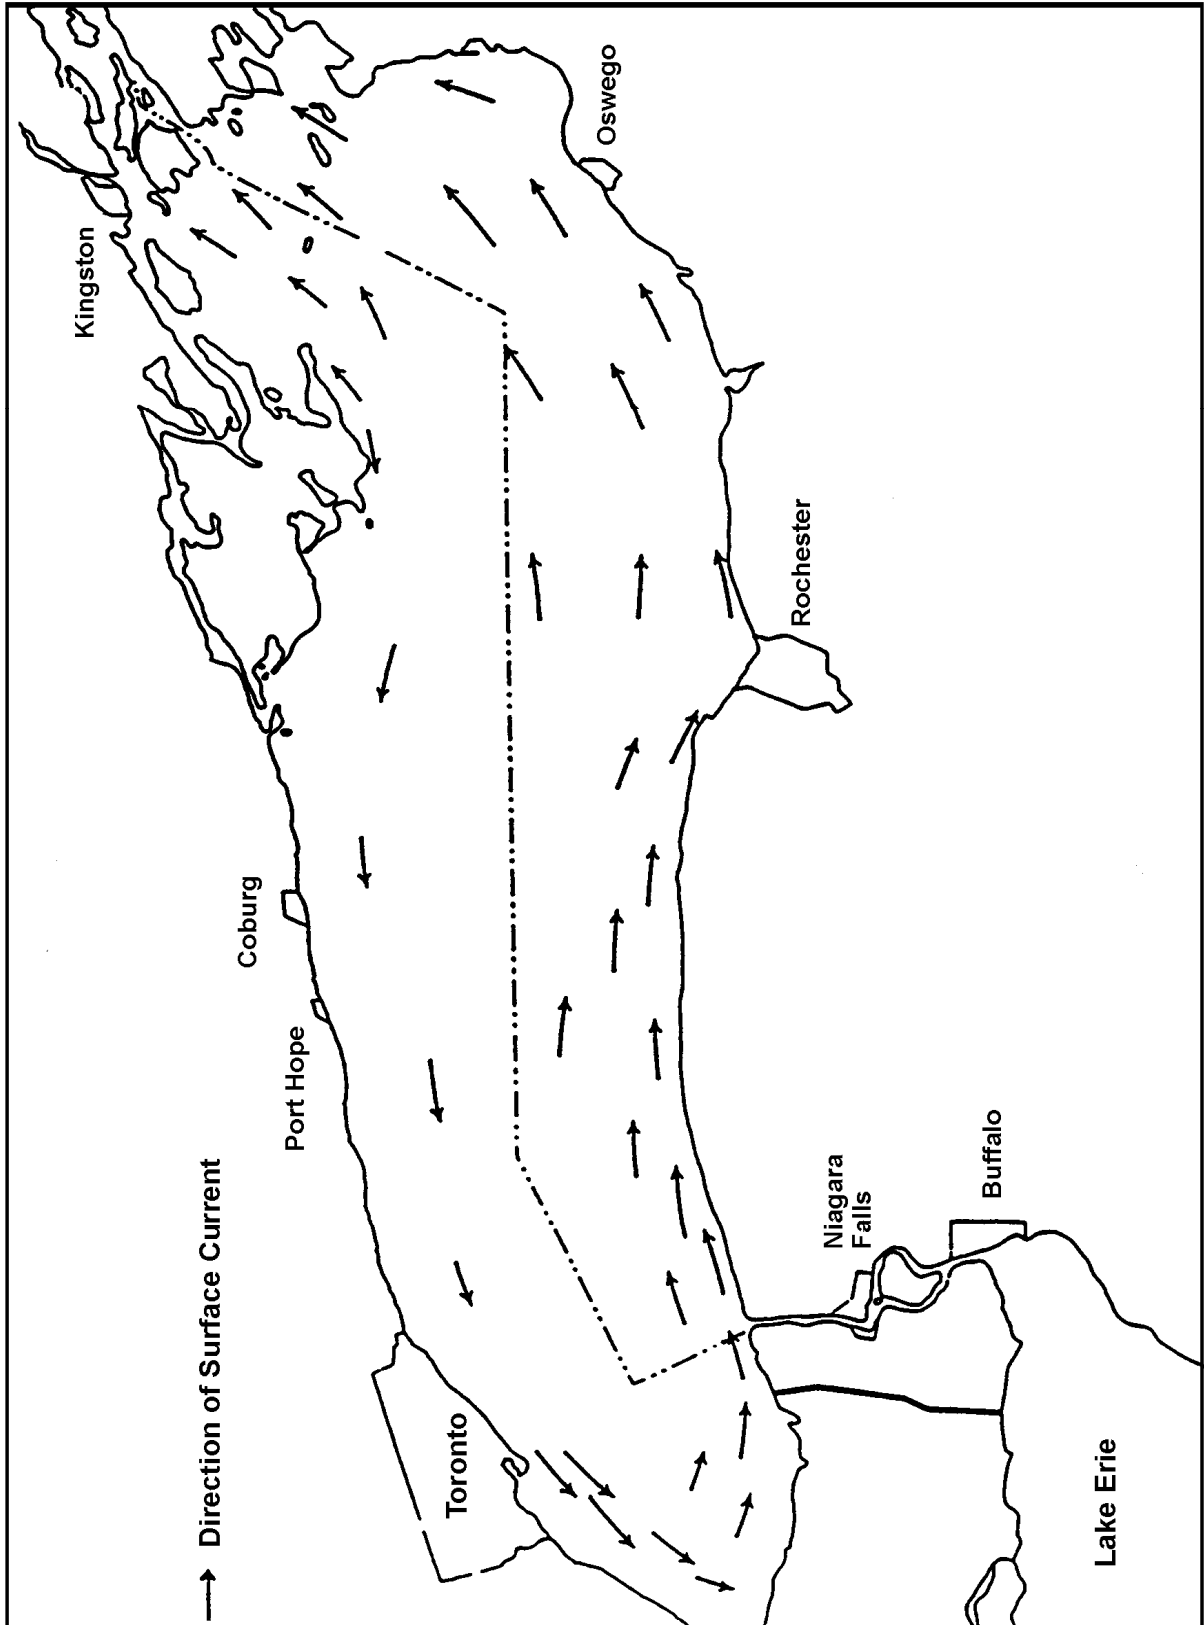 Kingston
Oswego
Coburg
Rochester
Port Hope
Direction of Surface Current
Niagara
Falls
Buffalo
Toronto
Lake Erie